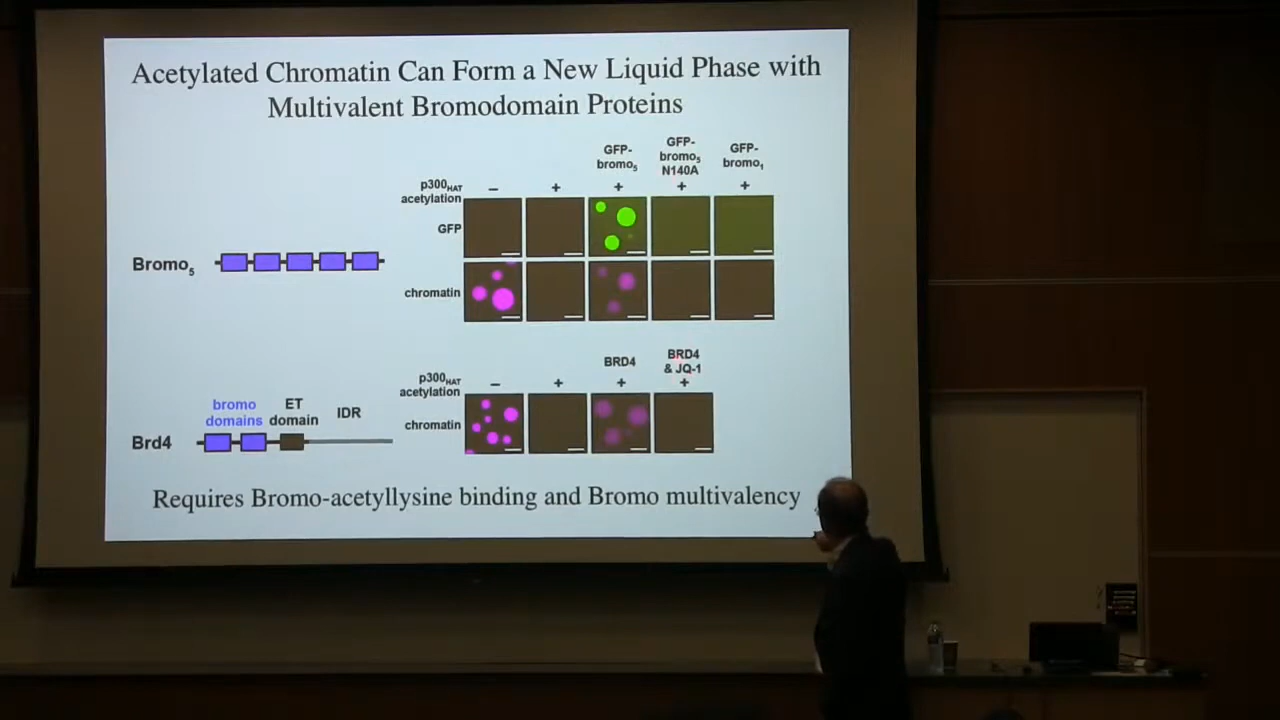 Acetylated Chromatin Can Form a New Liquid Phase with
Multivalent Bromodomain Proteins
GFP-
bromo₅
GFP-
bromo₅
N140A
GFP-
bromo₁
p300HAT
acetylation
– + + + +
GFP
Bromo₅
chromatin
BRD4
BRD4
& JQ-1
p300HAT
acetylation
– + + +
bromo
domains
ET
domain
IDR
chromatin
Brd4
Requires Bromo-acetyllysine binding and Bromo multivalency